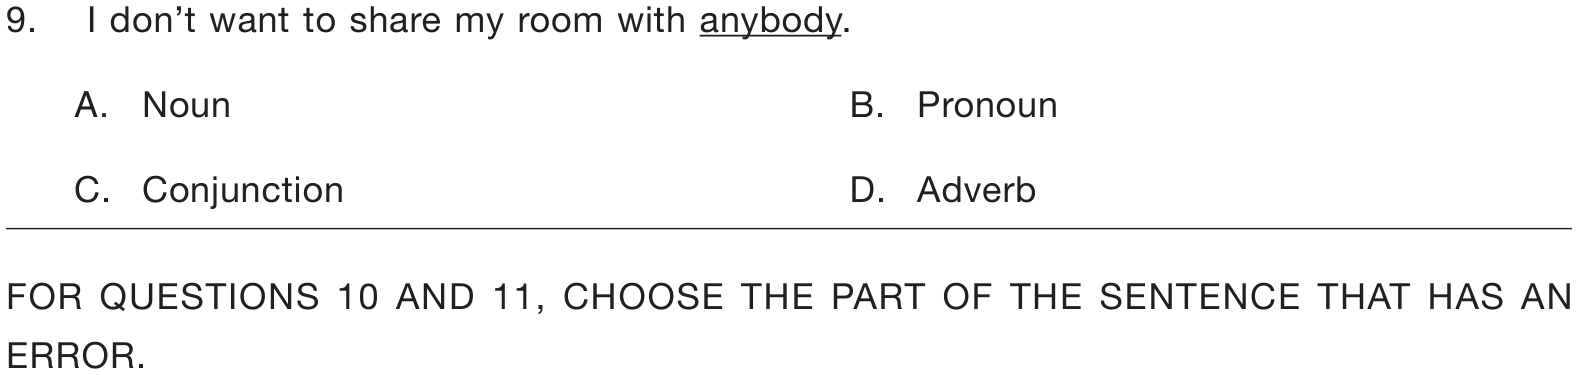 9. I don't want to share my room with anybody.
A. Noun B. Pronoun
C. Conjunction D. Adverb
FOR QUESTIONS 10 AND 11, CHOOSE THE PART OF THE SENTENCE THAT HAS AN
ERROR.